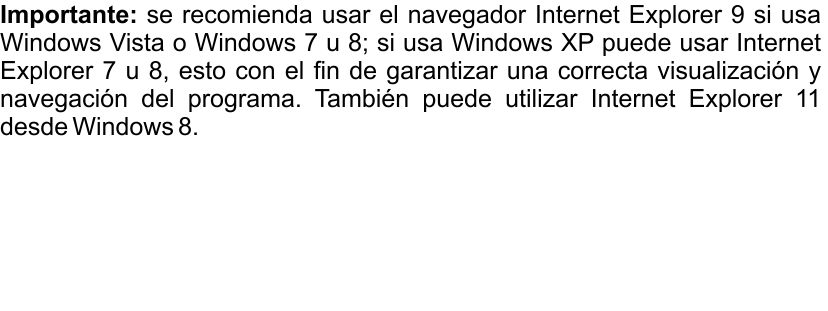 Importante: se recomienda usar el navegador Internet Explorer 9 si usa
Windows Vista o Windows 7 u 8; si usa Windows XP puede usar Internet
Explorer 7 u 8, esto con el fin de garantizar una correcta visualización y
navegación del programa. También puede utilizar Internet Explorer 11
desde Windows 8.